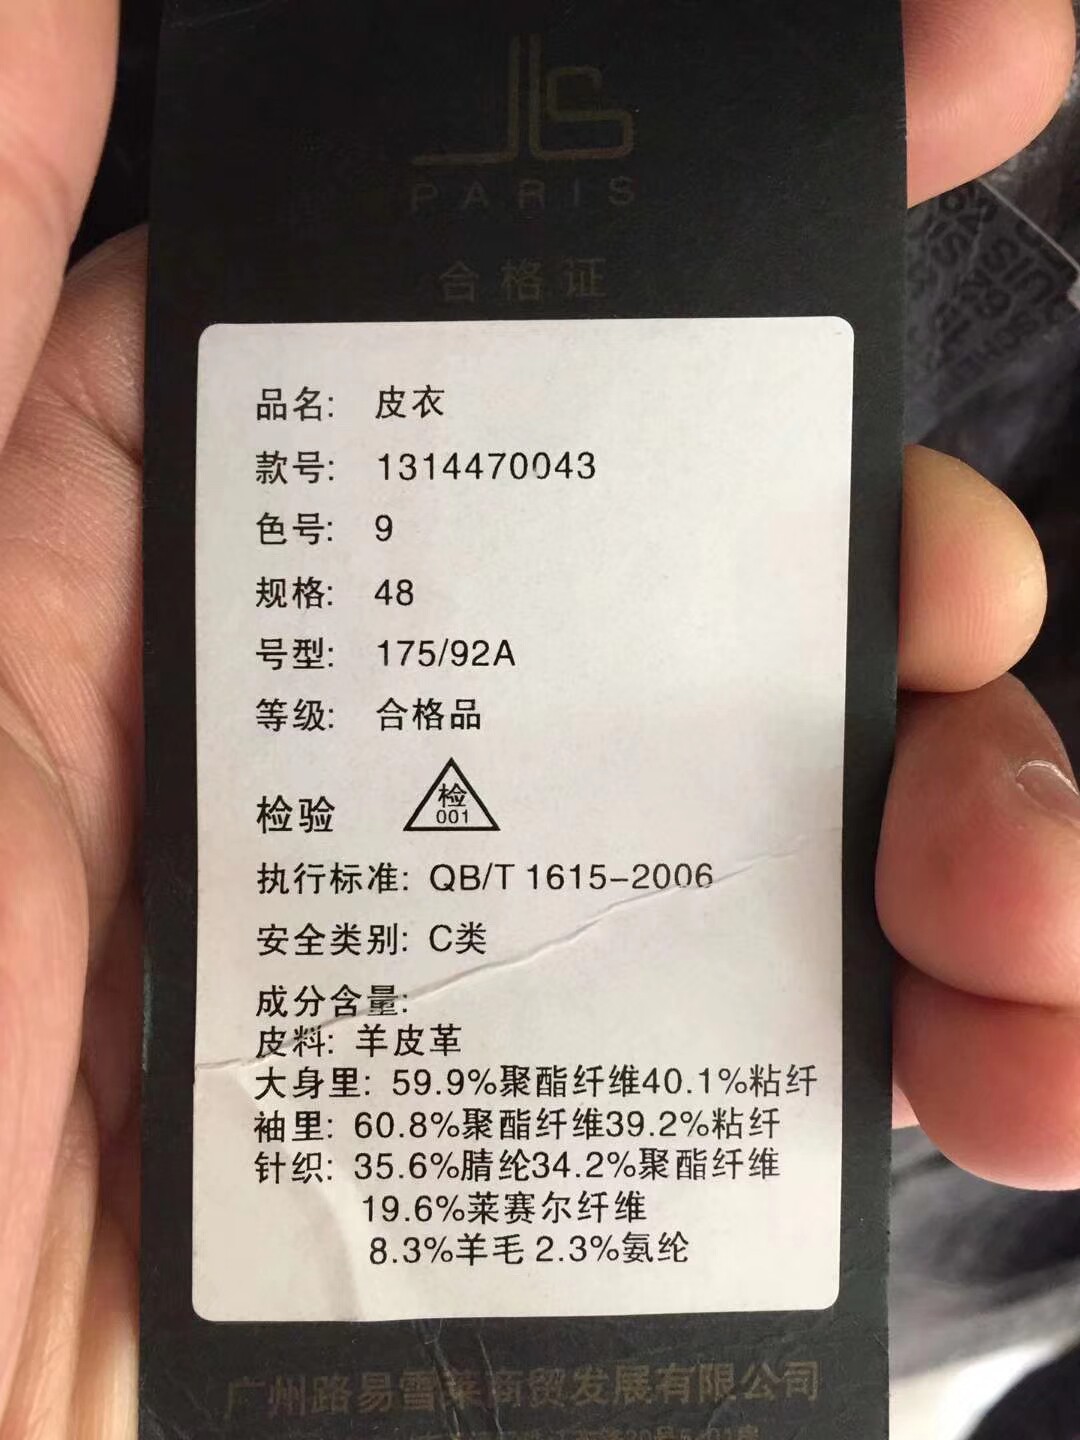 JLS
PARIS
合格证
品名: 皮衣
款号: 1314470043
色号: 9
规格: 48
号型: 175/92A
等级: 合格品
检验 检 001
执行标准: QB/T 1615-2006
安全类别: C类
成分含量:
皮料: 羊皮革
大身里: 59.9%聚酯纤维40.1%粘纤
袖里: 60.8%聚酯纤维39.2%粘纤
针织: 35.6%腈纶34.2%聚酯纤维
19.6%莱赛尔纤维
8.3%羊毛 2.3%氨纶
广州路易雪莱商贸发展有限公司